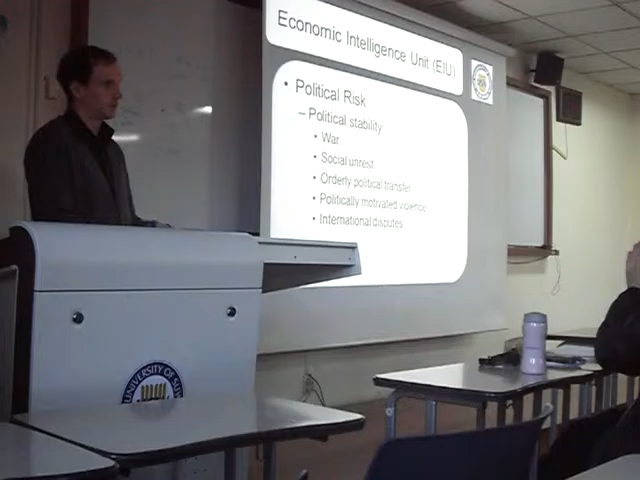 Economic Intelligence Unit (EIU)
• Political Risk
– Political stability
• War
• Social unrest
• Orderly political transfer
• Politically motivated violence
• International disputes
UNIVERSITY OF SU